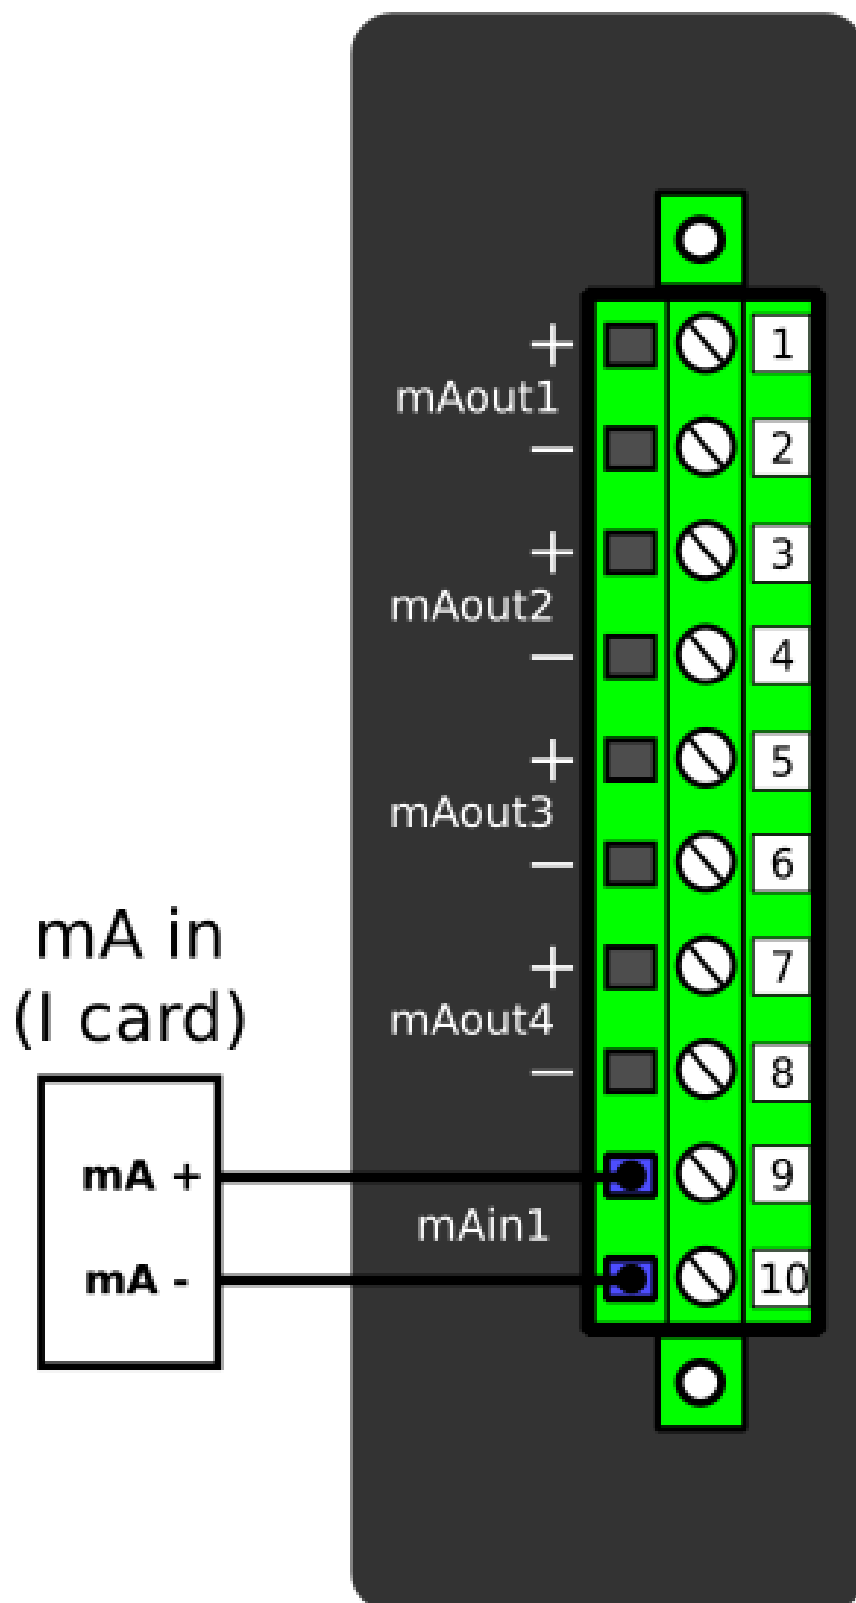 + 1
mAout1
− 2
+ 3
mAout2
− 4
+ 5
mAout3
− 6
mA in
(I card)
+ 7
mAout4
− 8
mA + 9
mAin1
mA - 10